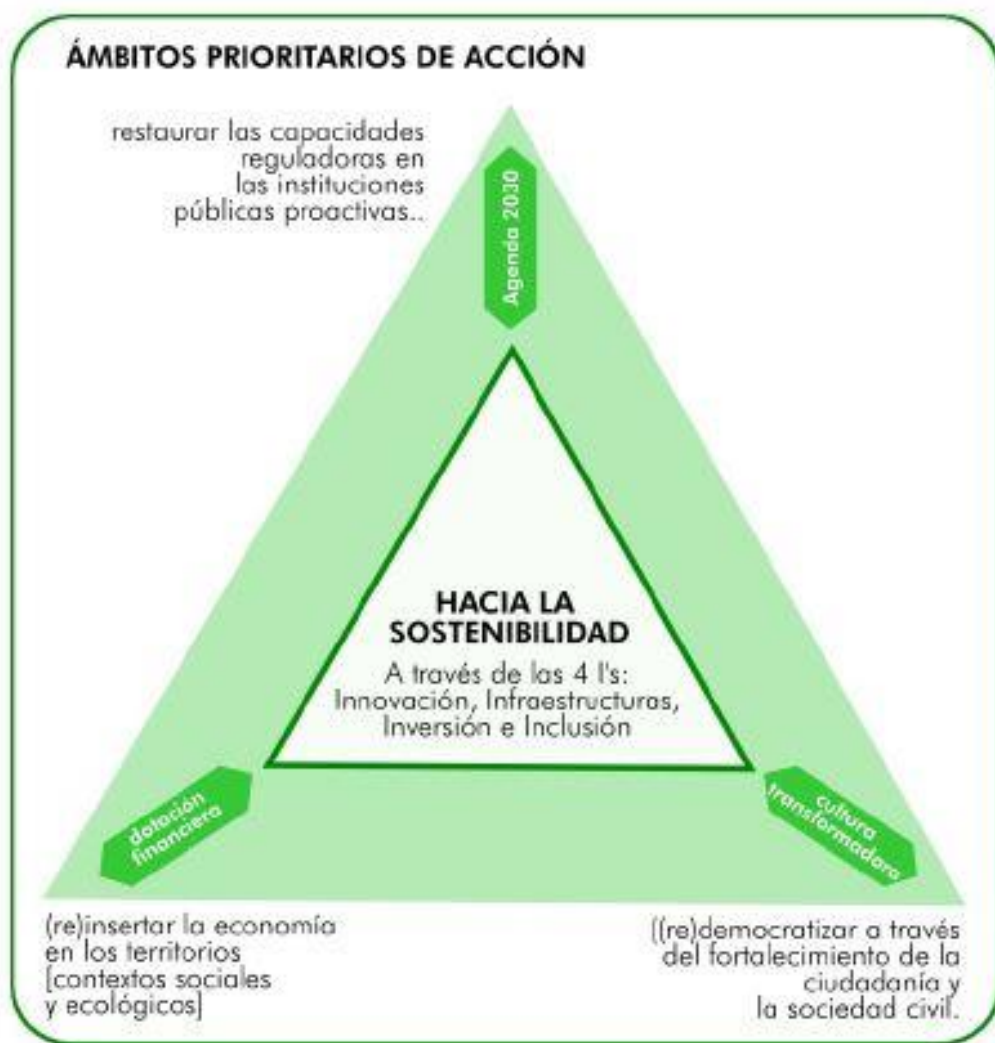 ÁMBITOS PRIORITARIOS DE ACCIÓN
restaurar las capacidades
reguladoras en
las instituciones
públicas proactivas..
Agenda 2030
HACIA LA
SOSTENIBILIDAD
A través de las 4 I's:
Innovación, Infraestructuras,
Inversión e Inclusión
dotación
financiera
cultura
transformadora
(re)insertar la economía
en los territorios
[contextos sociales
y ecológicos]
((re)democratizar a través
del fortalecimiento de la
ciudadanía y
la sociedad civil.